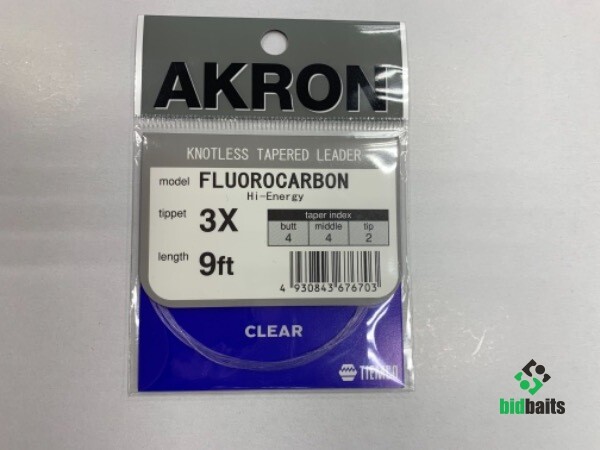 AKRON
KNOTLESS TAPERED LEADER
model FLUOROCARBON
Hi-Energy
tippet 3X
taper index
butt middle tip
4 4 2
length 9ft
4 930843 676703
CLEAR
TIEMCO
bidbaits